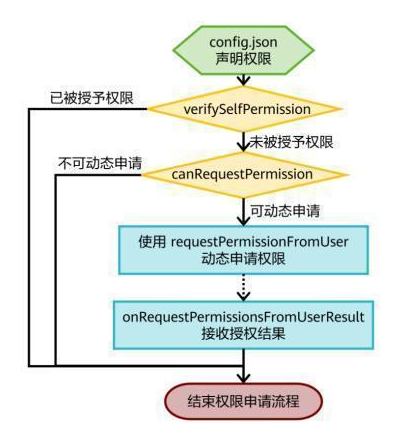 config.json
声明权限
已被授予权限
verifySelfPermission
未被授予权限
不可动态申请
canRequestPermission
可动态申请
使用 requestPermissionFromUser
动态申请权限
onRequestPermissionsFromUserResult
接收授权结果
结束权限申请流程